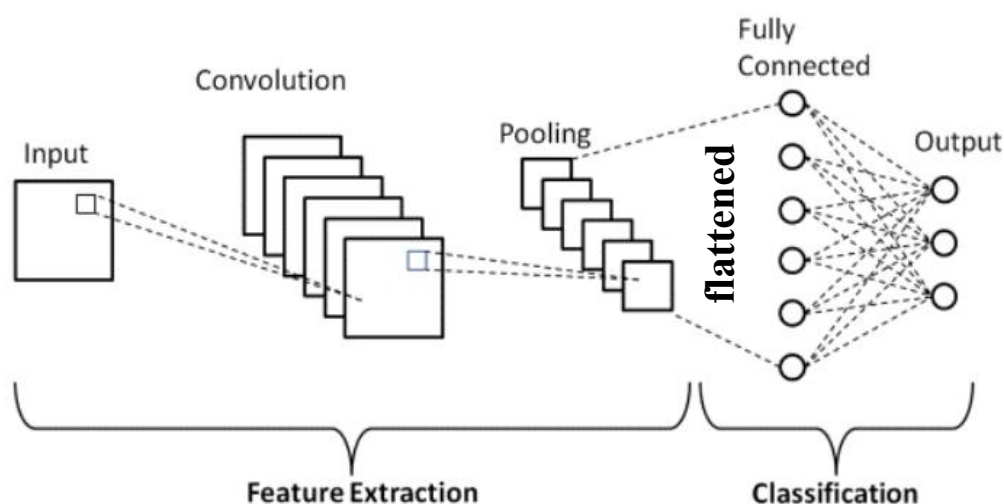 Input
Convolution
Pooling
flattened
Fully
Connected
Output
Feature Extraction
Classification